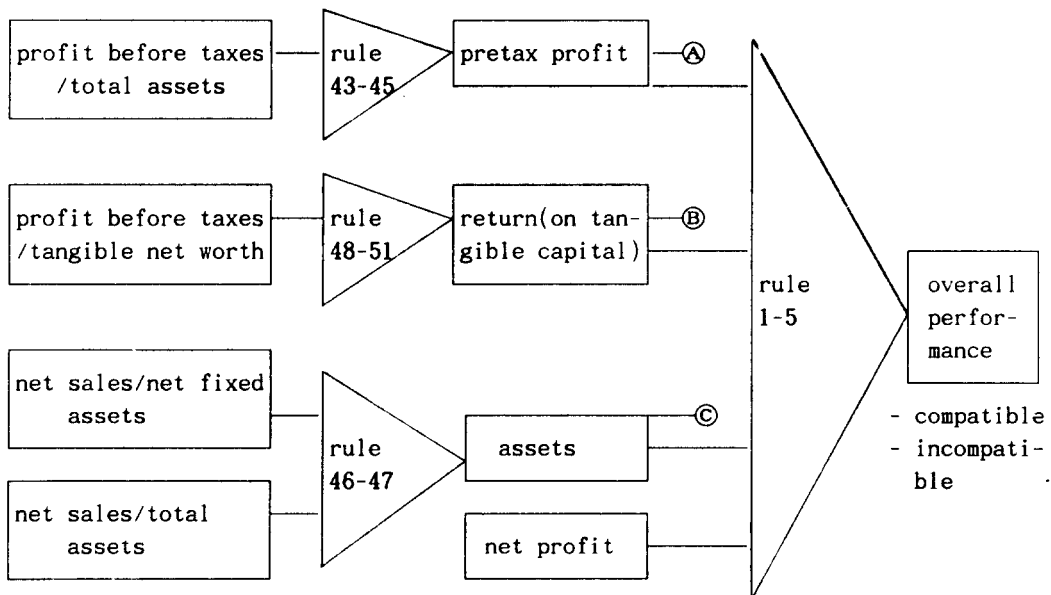 profit before taxes
/total assets
rule
43-45
pretax profit
Ⓐ
profit before taxes
/tangible net worth
rule
48-51
return(on tan-
gible capital)
Ⓑ
net sales/net fixed
assets
net sales/total
assets
rule
46-47
assets
Ⓒ
net profit
rule
1-5
overall
perfor-
mance
- compatible
- incompati-
ble